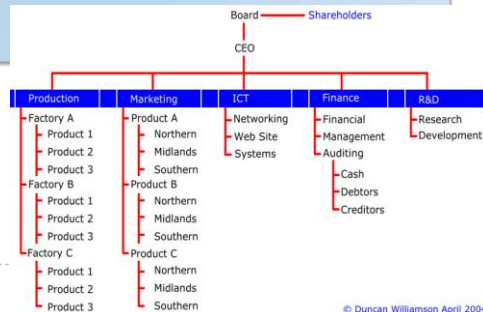 Board Shareholders
CEO
Production Marketing ICT Finance R&D
Factory A
Product 1
Product 2
Product 3
Factory B
Product 1
Product 2
Product 3
Factory C
Product 1
Product 2
Product 3
Product A
Northern
Midlands
Southern
Product B
Northern
Midlands
Southern
Product C
Northern
Midlands
Southern
Networking
Web Site
Systems
Financial
Management
Auditing
Cash
Debtors
Creditors
Research
Development
© Duncan Williamson April 2004